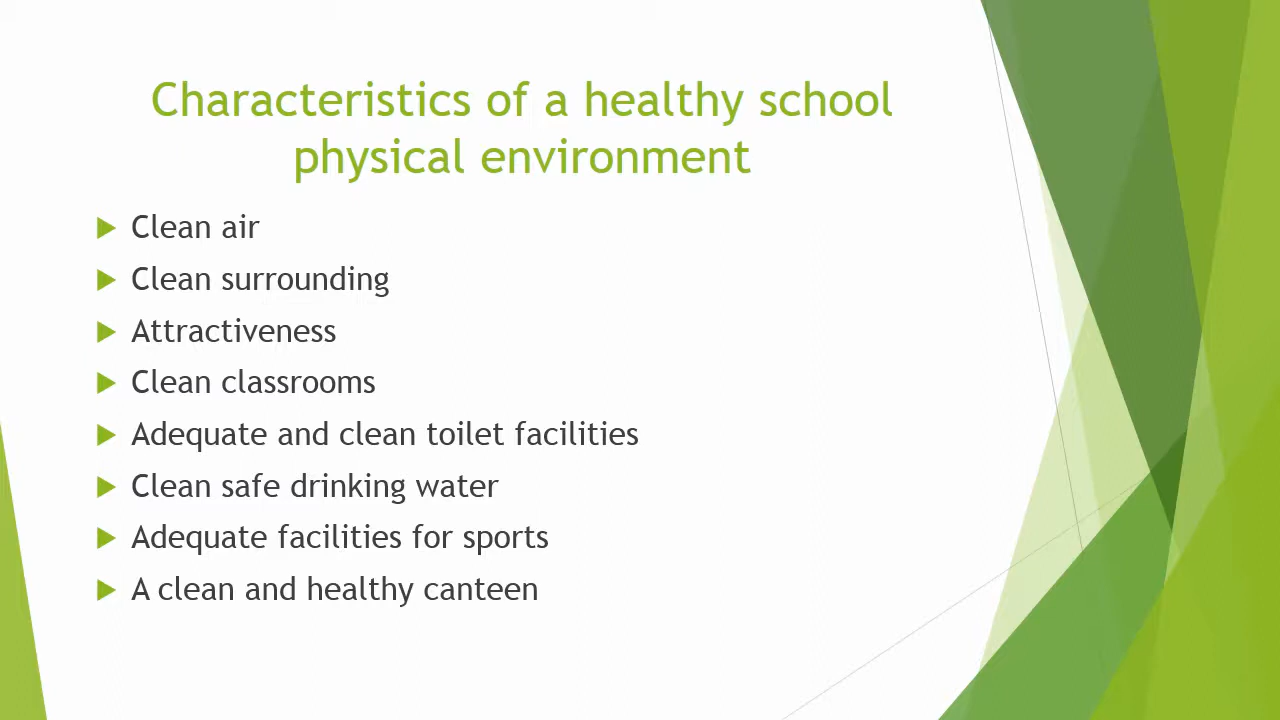 Characteristics of a healthy school
physical environment
Clean air
Clean surrounding
Attractiveness
Clean classrooms
Adequate and clean toilet facilities
Clean safe drinking water
Adequate facilities for sports
A clean and healthy canteen